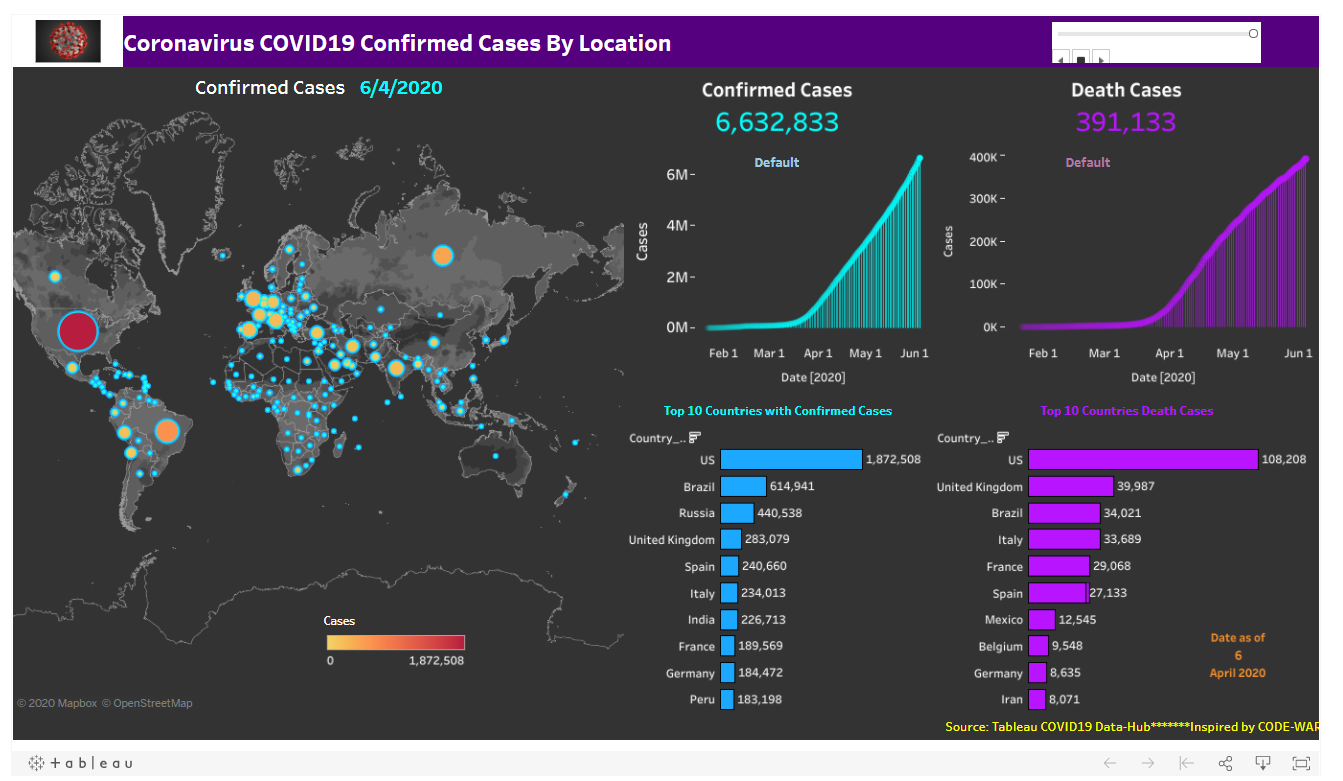 Coronavirus COVID19 Confirmed Cases By Location
Confirmed Cases 6/4/2020
Cases
0 1,872,508
© 2020 Mapbox © OpenStreetMap
Confirmed Cases
6,632,833
Default
6M
4M
2M
0M
Cases
Feb 1 Mar 1 Apr 1 May 1 Jun 1
Date [2020]
Death Cases
391,133
Default
400K
300K
200K
100K
0K
Cases
Feb 1 Mar 1 Apr 1 May 1 Jun 1
Date [2020]
Top 10 Countries with Confirmed Cases
Country_..
US 1,872,508
Brazil 614,941
Russia 440,538
United Kingdom 283,079
Spain 240,660
Italy 234,013
India 226,713
France 189,569
Germany 184,472
Peru 183,198
Top 10 Countries Death Cases
Country_..
US 108,208
United Kingdom 39,987
Brazil 34,021
Italy 33,689
France 29,068
Spain 27,133
Mexico 12,545
Belgium 9,548
Germany 8,635
Iran 8,071
Date as of
6
April 2020
Source: Tableau COVID19 Data-Hub*******Inspired by CODE-WAR
+ a b l e a u